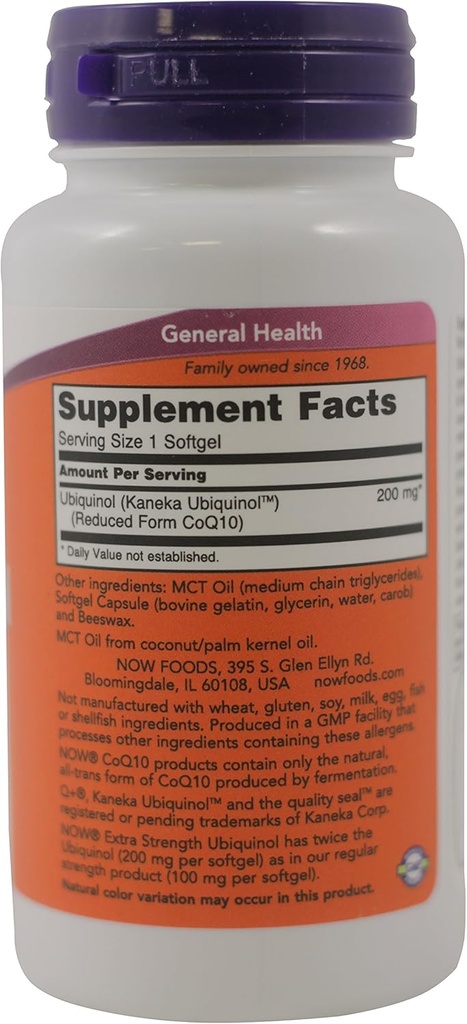 PULL
General Health
Family owned since 1968.
Supplement Facts
Serving Size 1 Softgel
Amount Per Serving
Ubiquinol (Kaneka Ubiquinol™) 200 mg*
(Reduced Form CoQ10)
* Daily Value not established.
Other ingredients: MCT Oil (medium chain triglycerides),
Softgel Capsule (bovine gelatin, glycerin, water, carob)
and Beeswax.
MCT Oil from coconut/palm kernel oil.
NOW FOODS, 395 S. Glen Ellyn Rd.
Bloomingdale, IL 60108, USA nowfoods.com
Not manufactured with wheat, gluten, soy, milk, egg, fish
or shellfish ingredients. Produced in a GMP facility that
processes other ingredients containing these allergens.
NOW® CoQ10 products contain only the natural,
all-trans form of CoQ10 produced by fermentation.
Q+®, Kaneka Ubiquinol™ and the quality seal™ are
registered or pending trademarks of Kaneka Corp.
NOW® Extra Strength Ubiquinol has twice the
Ubiquinol (200 mg per softgel) as in our regular
strength product (100 mg per softgel).
Natural color variation may occur in this product.